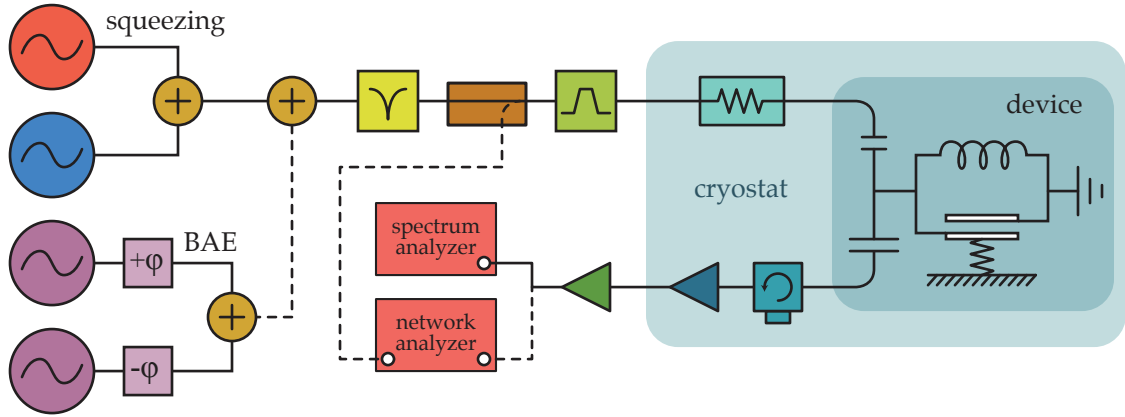 squeezing
device
cryostat
spectrum
analyzer
BAE
+φ
network
analyzer
-φ